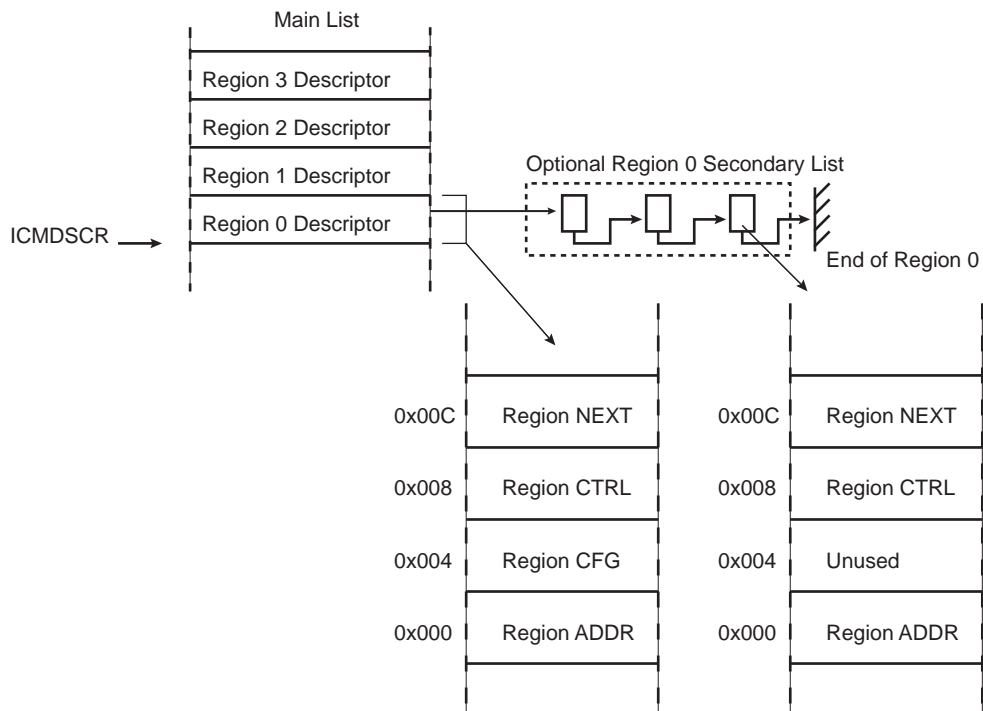 Main List
Region 3 Descriptor
Region 2 Descriptor
Region 1 Descriptor
Region 0 Descriptor
ICMDSCR
Optional Region 0 Secondary List
End of Region 0
0x00C Region NEXT
0x008 Region CTRL
0x004 Region CFG
0x000 Region ADDR
0x00C Region NEXT
0x008 Region CTRL
0x004 Unused
0x000 Region ADDR